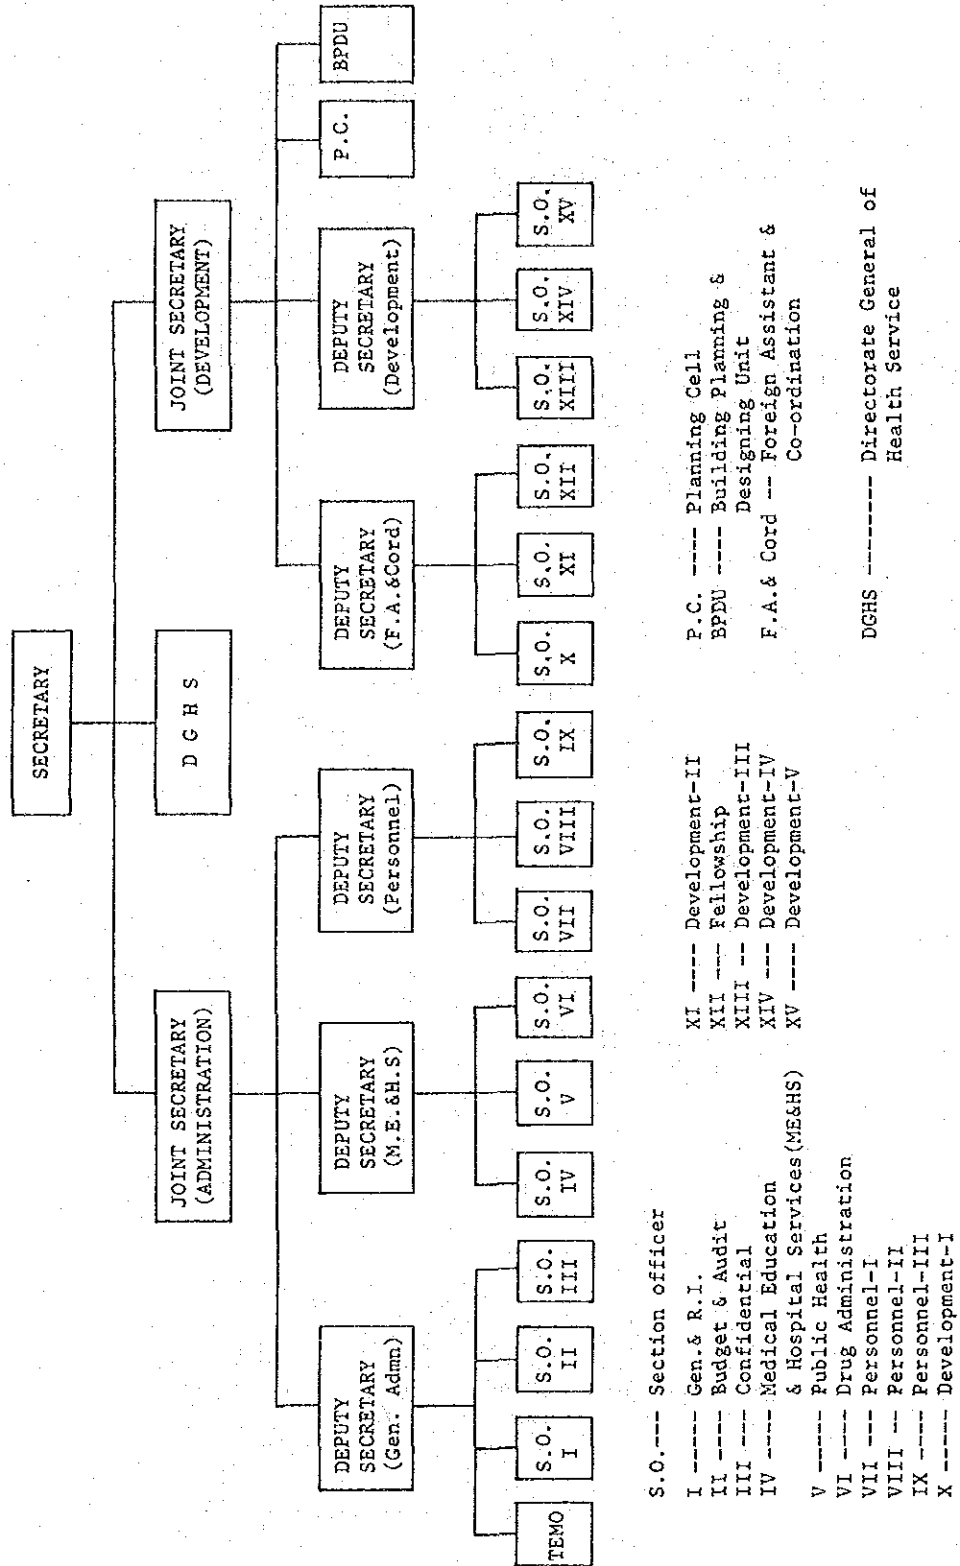 SECRETARY
D G H S
JOINT SECRETARY
(ADMINISTRATION)
JOINT SECRETARY
(DEVELOPMENT)
DEPUTY
SECRETARY
(Gen. Admn)
DEPUTY
SECRETARY
(M.E.&H.S)
DEPUTY
SECRETARY
(Personnel)
DEPUTY
SECRETARY
(F.A.&Cord)
DEPUTY
SECRETARY
(Development)
P.C.
BPDU
TEMO
S.O.
I
S.O.
II
S.O.
III
S.O.
IV
S.O.
V
S.O.
VI
S.O.
VII
S.O.
VIII
S.O.
IX
S.O.
X
S.O.
XI
S.O.
XII
S.O.
XIII
S.O.
XIV
S.O.
XV
S.O.--- Section officer
I ----- Gen.& R.I.
II ---- Budget & Audit
III --- Confidential
IV ---- Medical Education
& Hospital Services(ME&HS)
V ----- Public Health
VI ---- Drug Administration
VII --- Personnel-I
VIII -- Personnel-II
IX ---- Personnel-III
X ----- Development-I
XI ---- Development-II
XII --- Fellowship
XIII -- Development-III
XIV --- Development-IV
XV ---- Development-V
P.C. ---- Planning Cell
BPDU ---- Building Planning &
Designing Unit
F.A.& Cord -- Foreign Assistant &
Co-ordination
DGHS -------- Directorate General of
Health Service